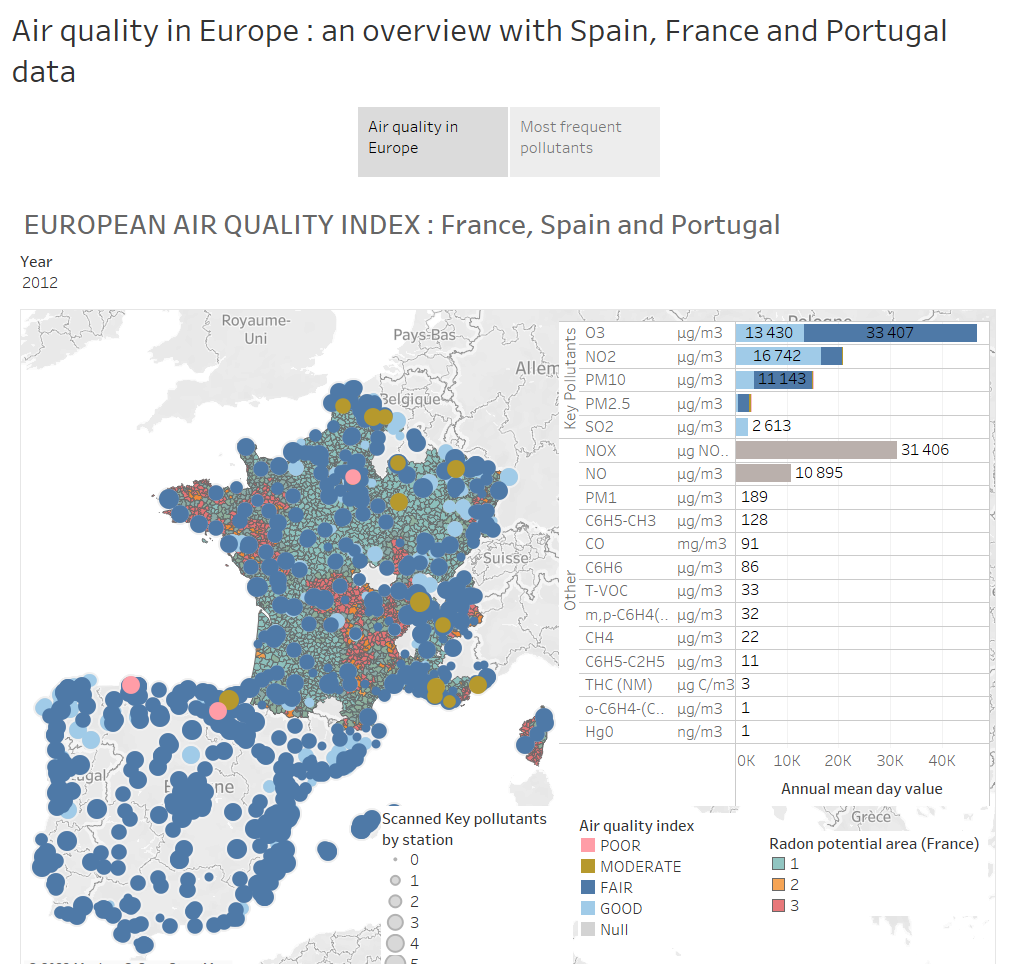 Air quality in Europe : an overview with Spain, France and Portugal
data
Air quality in
Europe
Most frequent
pollutants
EUROPEAN AIR QUALITY INDEX : France, Spain and Portugal
Year
2012
Royaume-
Uni
Pays-Bas
Allem
Belgique
Suisse
Pologne
Grèce
Key Pollutants
O3 µg/m3 13 430 33 407
NO2 µg/m3 16 742
PM10 µg/m3 11 143
PM2.5 µg/m3
SO2 µg/m3 2 613
Other
NOX µg NO.. 31 406
NO µg/m3 10 895
PM1 µg/m3 189
C6H5-CH3 µg/m3 128
CO mg/m3 91
C6H6 µg/m3 86
T-VOC µg/m3 33
m,p-C6H4(.. µg/m3 32
CH4 µg/m3 22
C6H5-C2H5 µg/m3 11
THC (NM) µg C/m3 3
o-C6H4-(C.. µg/m3 1
Hg0 ng/m3 1
0K 10K 20K 30K 40K
Annual mean day value
Scanned Key pollutants
by station
0
1
2
3
4
5
Air quality index
POOR
MODERATE
FAIR
GOOD
Null
Radon potential area (France)
1
2
3